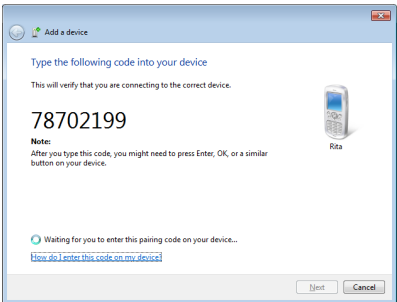 Add a device
Type the following code into your device
This will verify that you are connecting to the correct device.
78702199
Note:
After you type this code, you might need to press Enter, OK, or a similar
button on your device.
Rita
Waiting for you to enter this pairing code on your device...
How do I enter this code on my device?
Next
Cancel